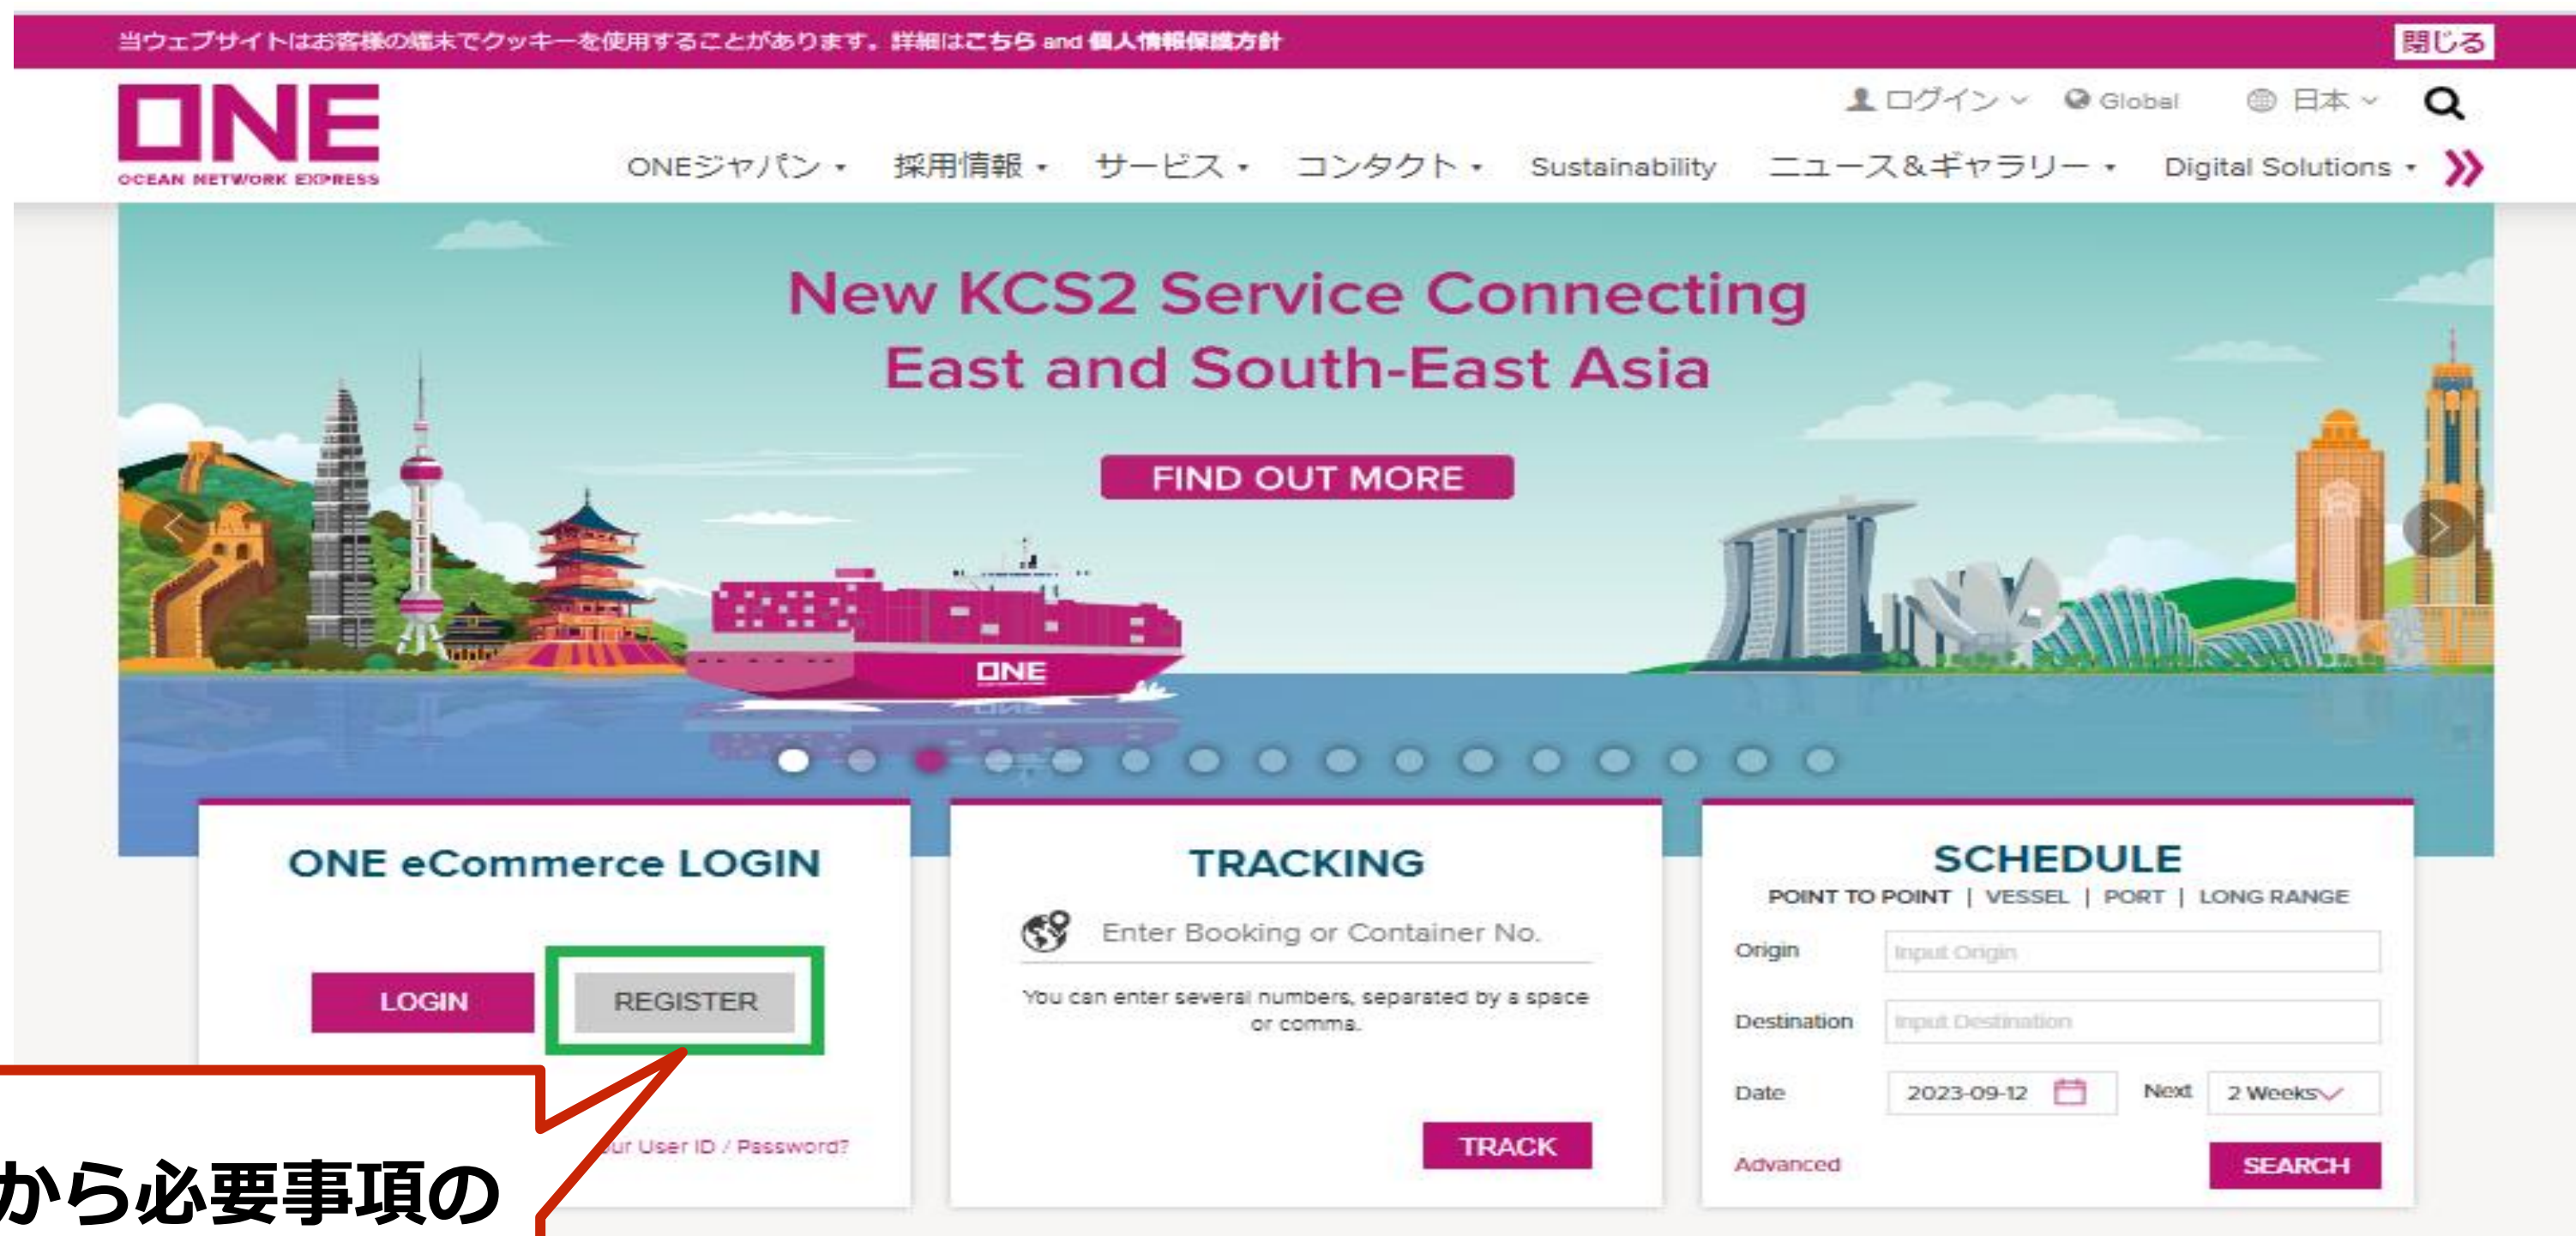 当ウェブサイトはお客様の端末でクッキーを使用することがあります。詳細はこちら and 個人情報保護方針
閉じる
ONE
OCEAN NETWORK EXPRESS
ログイン
Global
日本
ONEジャパン
採用情報
サービス
コンタクト
Sustainability
ニュース&ギャラリー
Digital Solutions
New KCS2 Service Connecting
East and South-East Asia
FIND OUT MORE
ONE
ONE eCommerce LOGIN
LOGIN
REGISTER
User ID / Password?
TRACKING
Enter Booking or Container No.
You can enter several numbers, separated by a space
or comma.
TRACK
SCHEDULE
POINT TO POINT | VESSEL | PORT | LONG RANGE
Origin
Input Origin
Destination
Input Destination
Date
2023-09-12
Next
2 Weeks
Advanced
SEARCH
から必要事項の